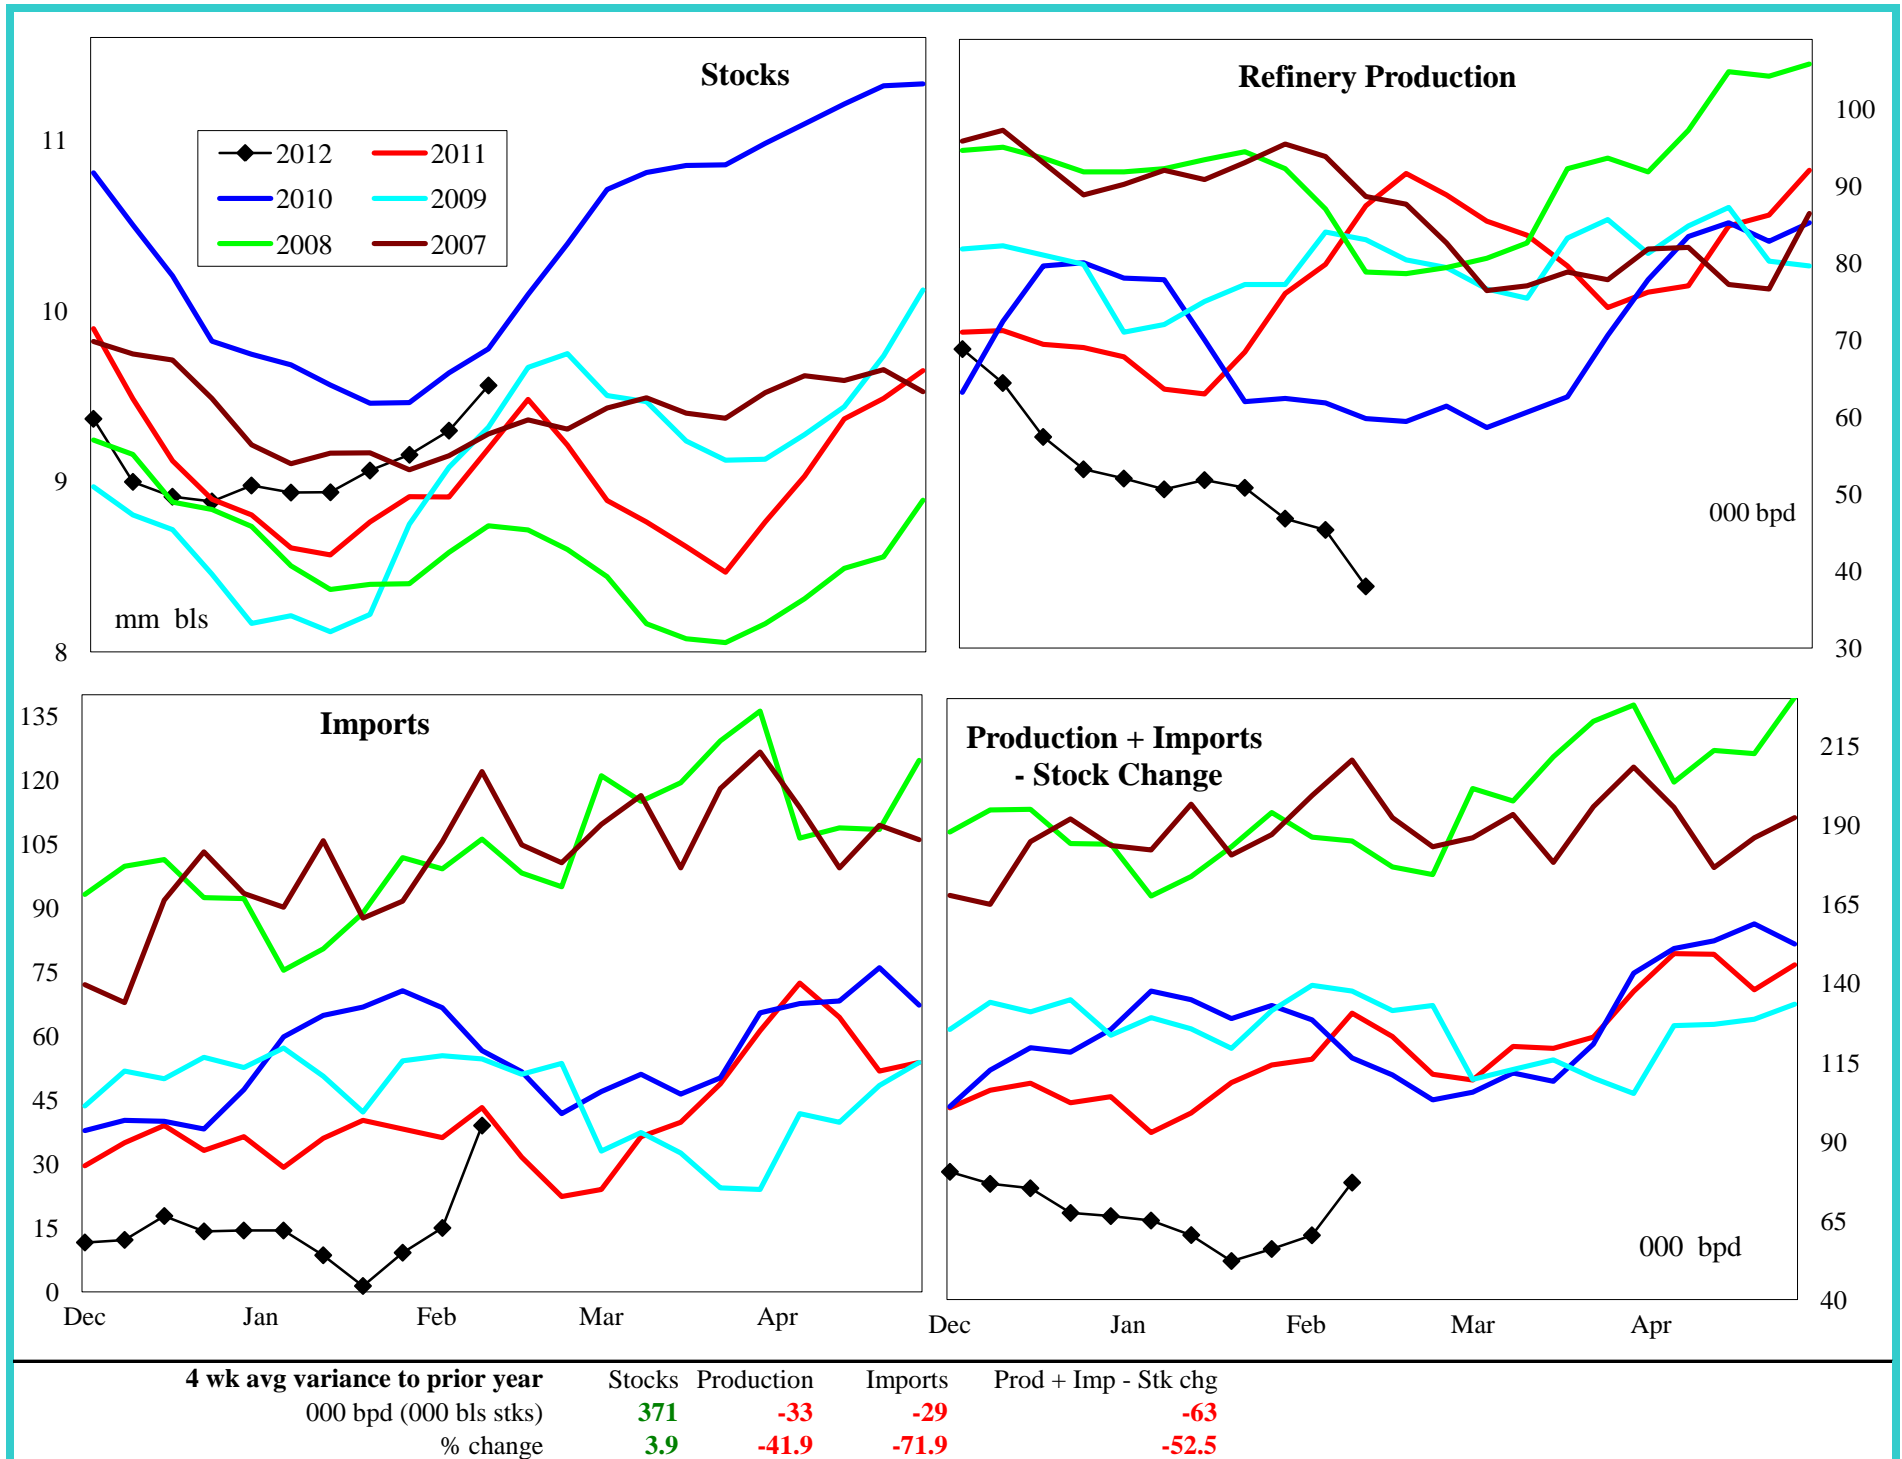 Stocks
11
10
9
8
2012
2011
2010
2009
2008
2007
mm bls
Refinery Production
100
90
80
70
60
50
40
30
000 bpd
Imports
135
120
105
90
75
60
45
30
15
0
Dec
Jan
Feb
Mar
Apr
Production + Imports
- Stock Change
215
190
165
140
115
90
65
40
000 bpd
Dec
Jan
Feb
Mar
Apr
4 wk avg variance to prior year Stocks Production Imports Prod + Imp - Stk chg
000 bpd (000 bls stks) 371 -33 -29 -63
% change 3.9 -41.9 -71.9 -52.5